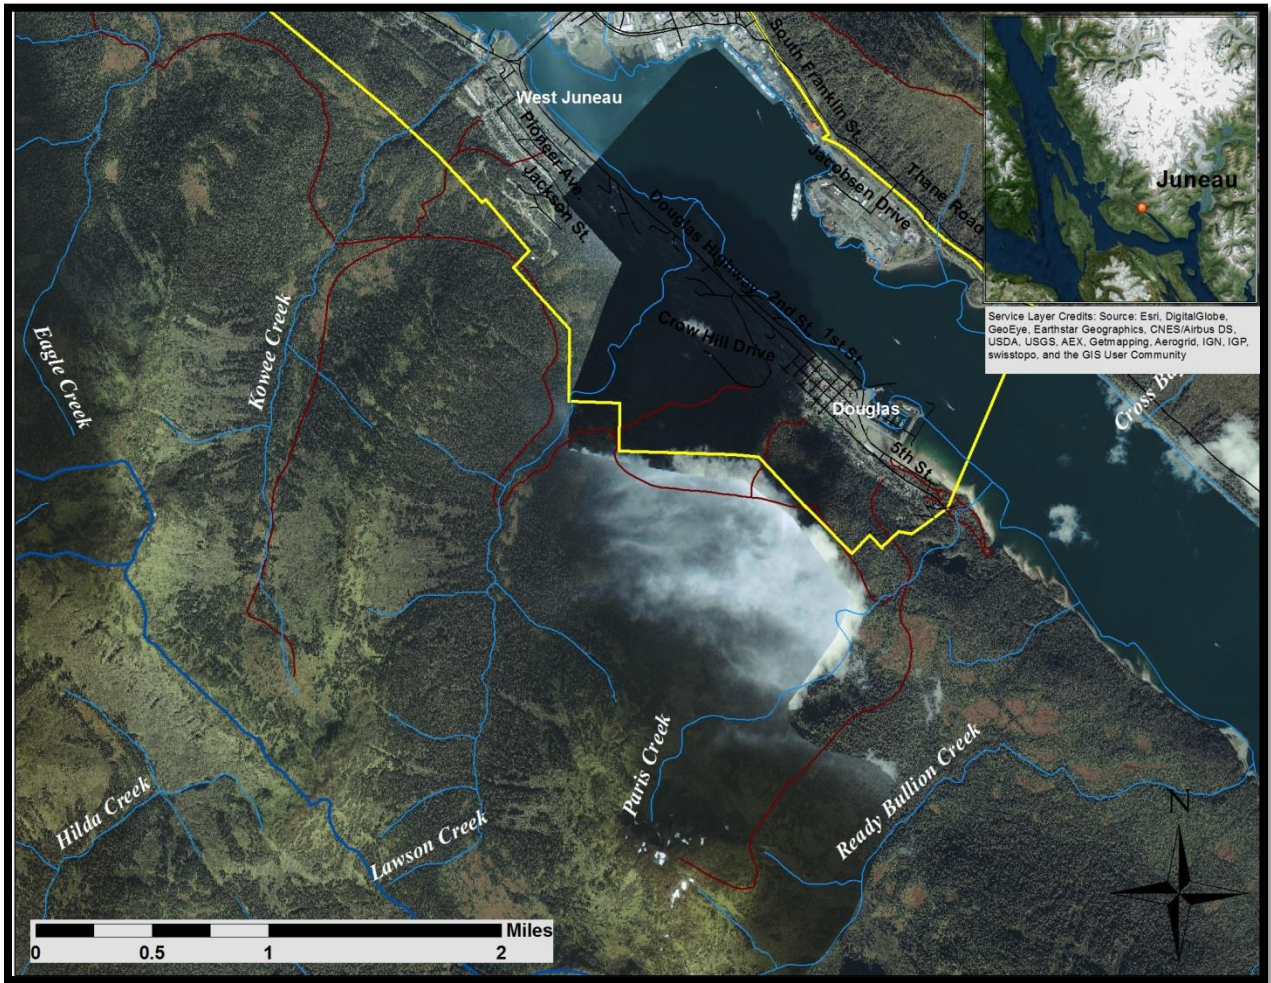 South Franklin St.
West Juneau
Pioneer Ave.
Jackson St.
Jacobsen Drive
Thane Road
Juneau
Douglas Highway
2nd St.
1st St.
Crow Hill Drive
Service Layer Credits: Source: Esri, DigitalGlobe,
GeoEye, Earthstar Geographics, CNES/Airbus DS,
USDA, USGS, AEX, Getmapping, Aerogrid, IGN, IGP,
swisstopo, and the GIS User Community
Eagle Creek
Kowee Creek
Douglas
Cross Bay
5th St.
Paris Creek
Ready Bullion Creek
Hilda Creek
Lawson Creek
N
Miles
0 0.5 1 2